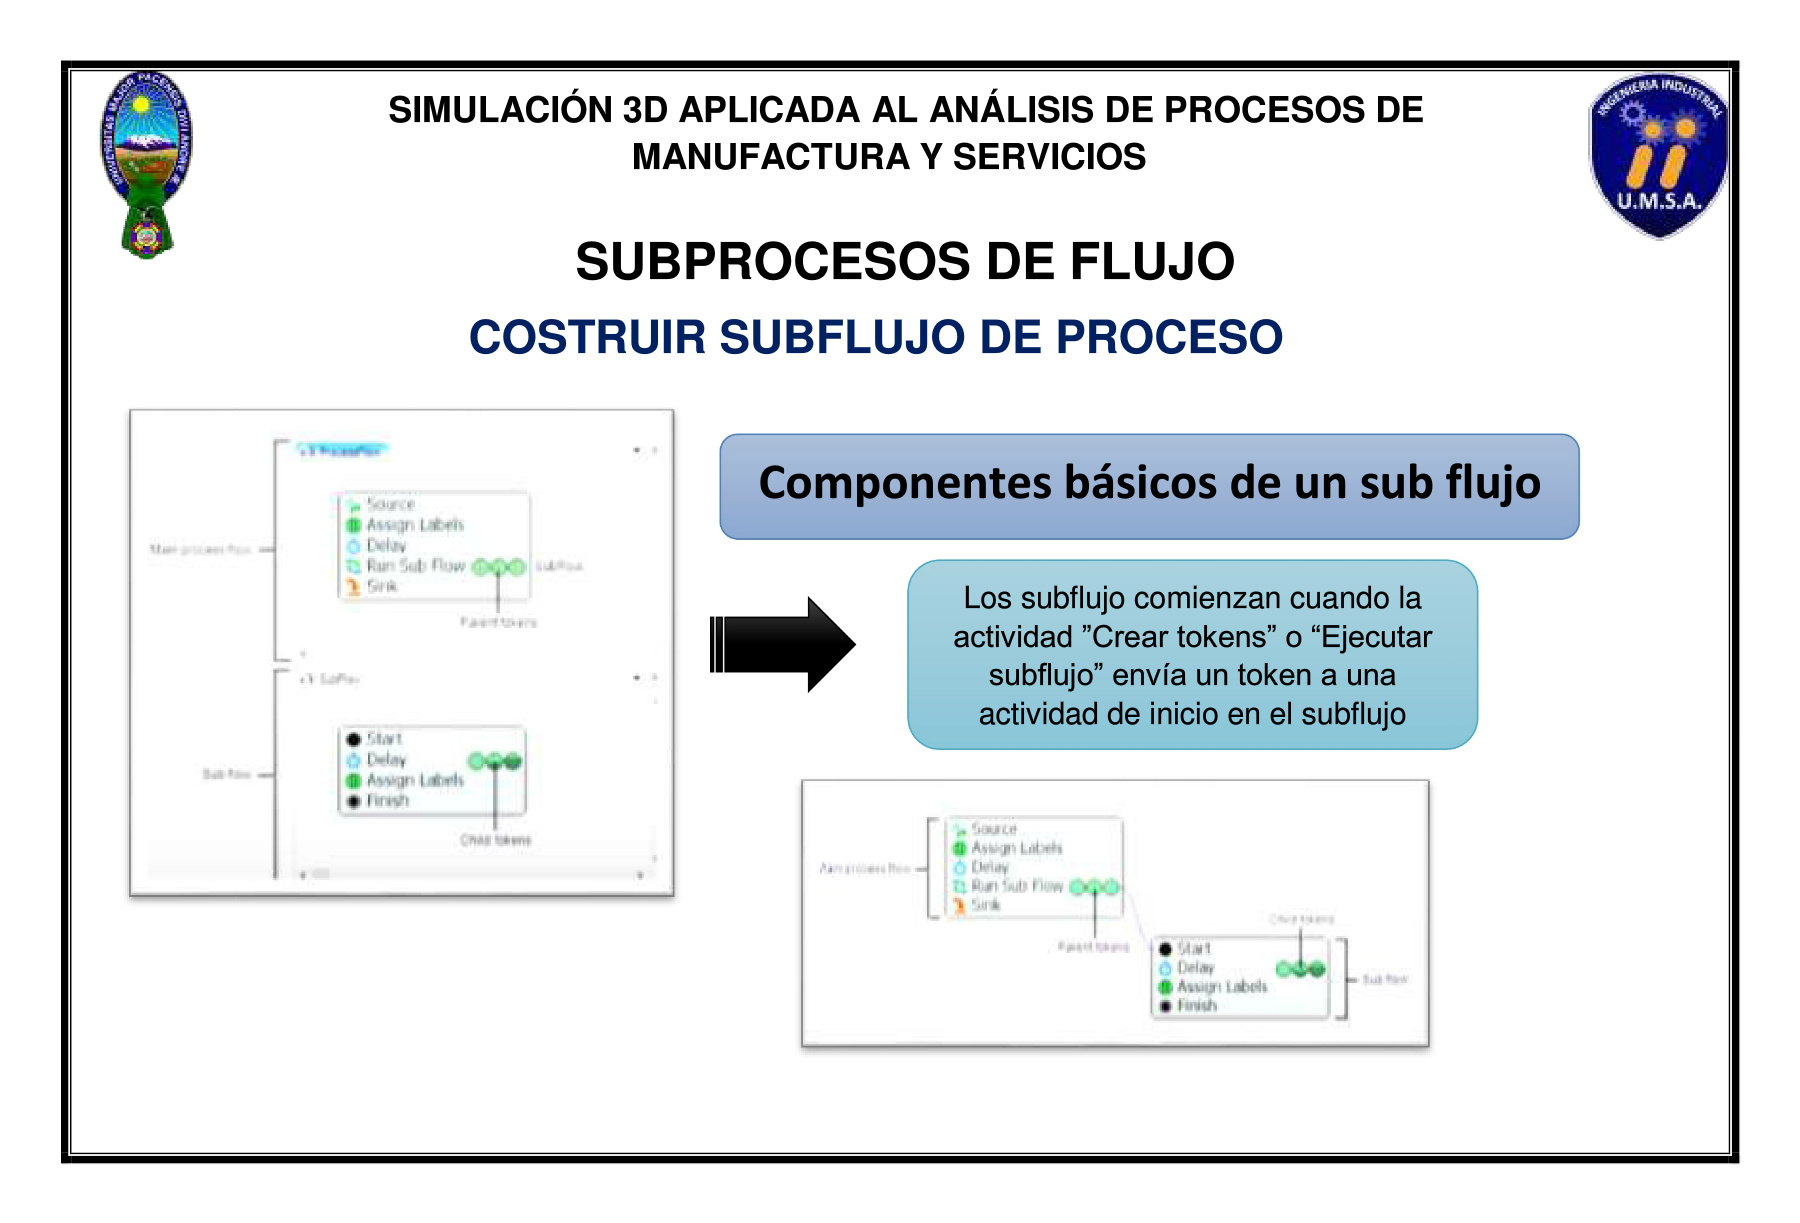 SIMULACIÓN 3D APLICADA AL ANÁLISIS DE PROCESOS DE
MANUFACTURA Y SERVICIOS
INGENIERIA INDUSTRIAL
U.M.S.A.
SUBPROCESOS DE FLUJO
COSTRUIR SUBFLUJO DE PROCESO
ProcessFlow
Source
Assign Labels
Delay
Run Sub Flow
SubFlow
Sink
Main process flow
Parent tokens
SubFlow
Start
Delay
Assign Labels
Finish
Sub flow
Child tokens
Componentes básicos de un sub flujo
Los subflujo comienzan cuando la
actividad ”Crear tokens” o “Ejecutar
subflujo” envía un token a una
actividad de inicio en el subflujo
Source
Assign Labels
Delay
Run Sub Flow
Sink
process flow
Parent tokens
Child tokens
Start
Delay
Assign Labels
Finish
Sub flow